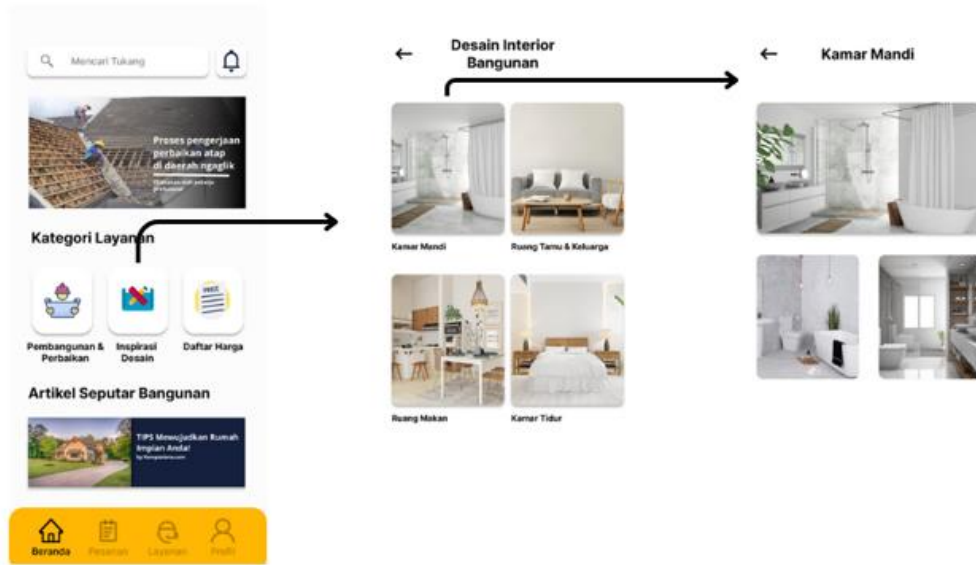 Mencari Tukang
Proses pengerjaan
perbaikan atap
di daerah ngaglik
Kategori Layanan
Pembangunan &
Perbaikan
Inspirasi
Desain
PRICE
Daftar Harga
Artikel Seputar Bangunan
TIPS Mewujudkan Rumah
Impian Anda!
Beranda
Pesanan
Layanan
Profil
Desain Interior
Bangunan
Kamar Mandi
Ruang Tamu & Keluarga
Ruang Makan
Kamar Tidur
Kamar Mandi